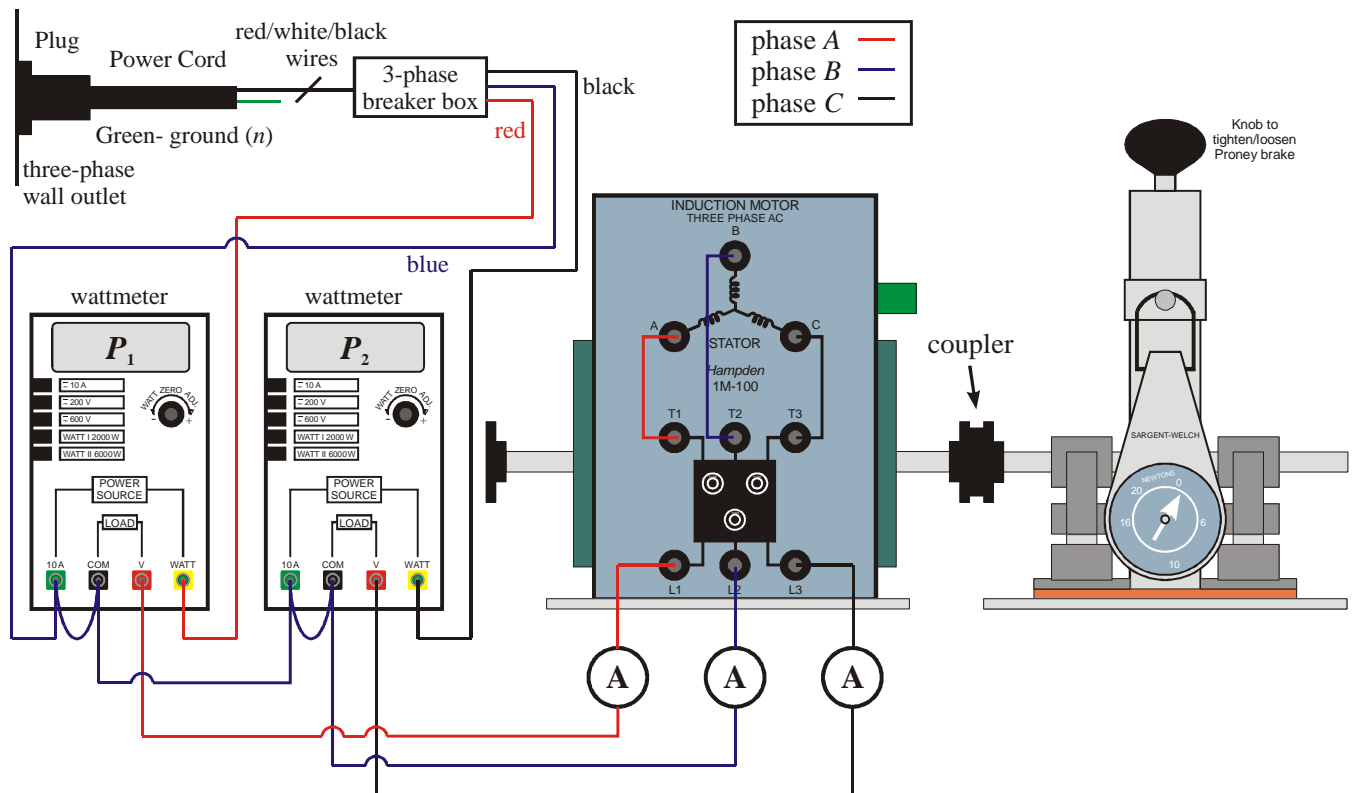 Plug
Power Cord
red/white/black
wires
3-phase
breaker box
black
red
Green- ground (n)
three-phase
wall outlet
blue
phase A
phase B
phase C
Knob to
tighten/loosen
Proney brake
wattmeter
P1
10 A
200 V
600 V
WATT I 2000 W
WATT II 6000 W
WATT ZERO ADJ.
- +
POWER
SOURCE
LOAD
10 A COM V WATT
wattmeter
P2
10 A
200 V
600 V
WATT I 2000 W
WATT II 6000 W
WATT ZERO ADJ.
- +
POWER
SOURCE
LOAD
10 A COM V WATT
INDUCTION MOTOR
THREE PHASE AC
B
A C
STATOR
Hampden
1M-100
T1 T2 T3
L1 L2 L3
A A A
coupler
SARGENT-WELCH
NEWTONS
0
20
16 6
10